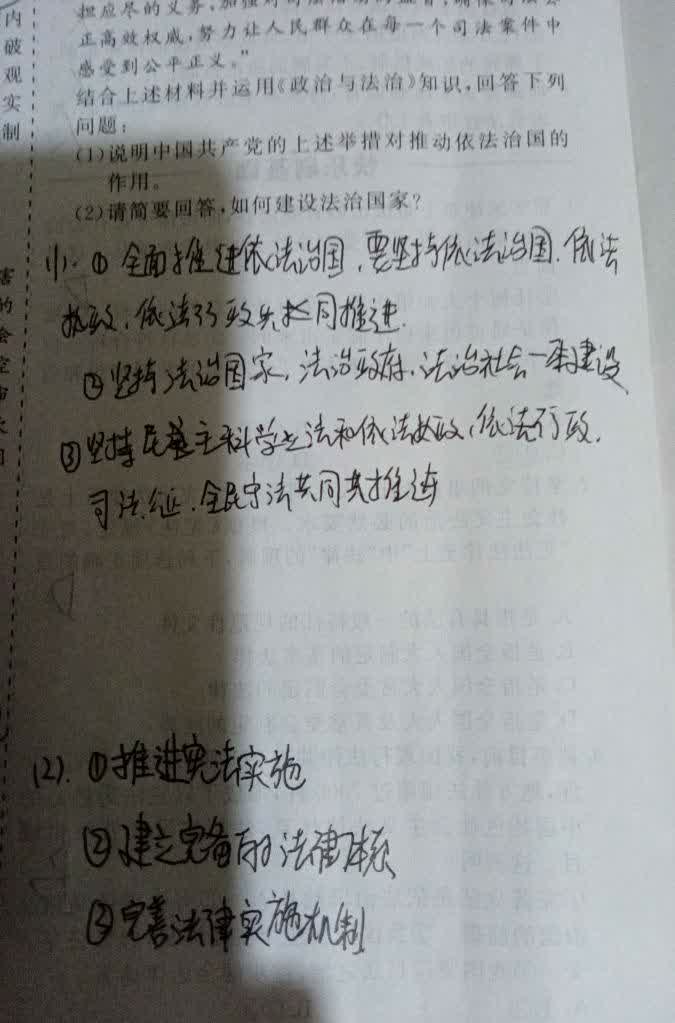 担应尽的义务,加强对司法活动的监督,确保司法公
正高效权威,努力让人民群众在每一个司法案件中
感受到公平正义。"
结合上述材料并运用《政治与法治》知识,回答下列
问题:
(1)说明中国共产党的上述举措对推动依法治国的
作用。
(2)请简要回答,如何建设法治国家?
(1). ① 全面推进依法治国,要坚持依法治国,依法
执政,依法行政共同推进.
②坚持法治国家,法治政府,法治社会一体建设
③坚持民主科学立法和依法执政,依法行政,
司法公正,全民守法共同共推进
(2). ①推进宪法实施
②建立完备的法律体系
③完善法律实施机制
内
破
观
实
制
害
的
会